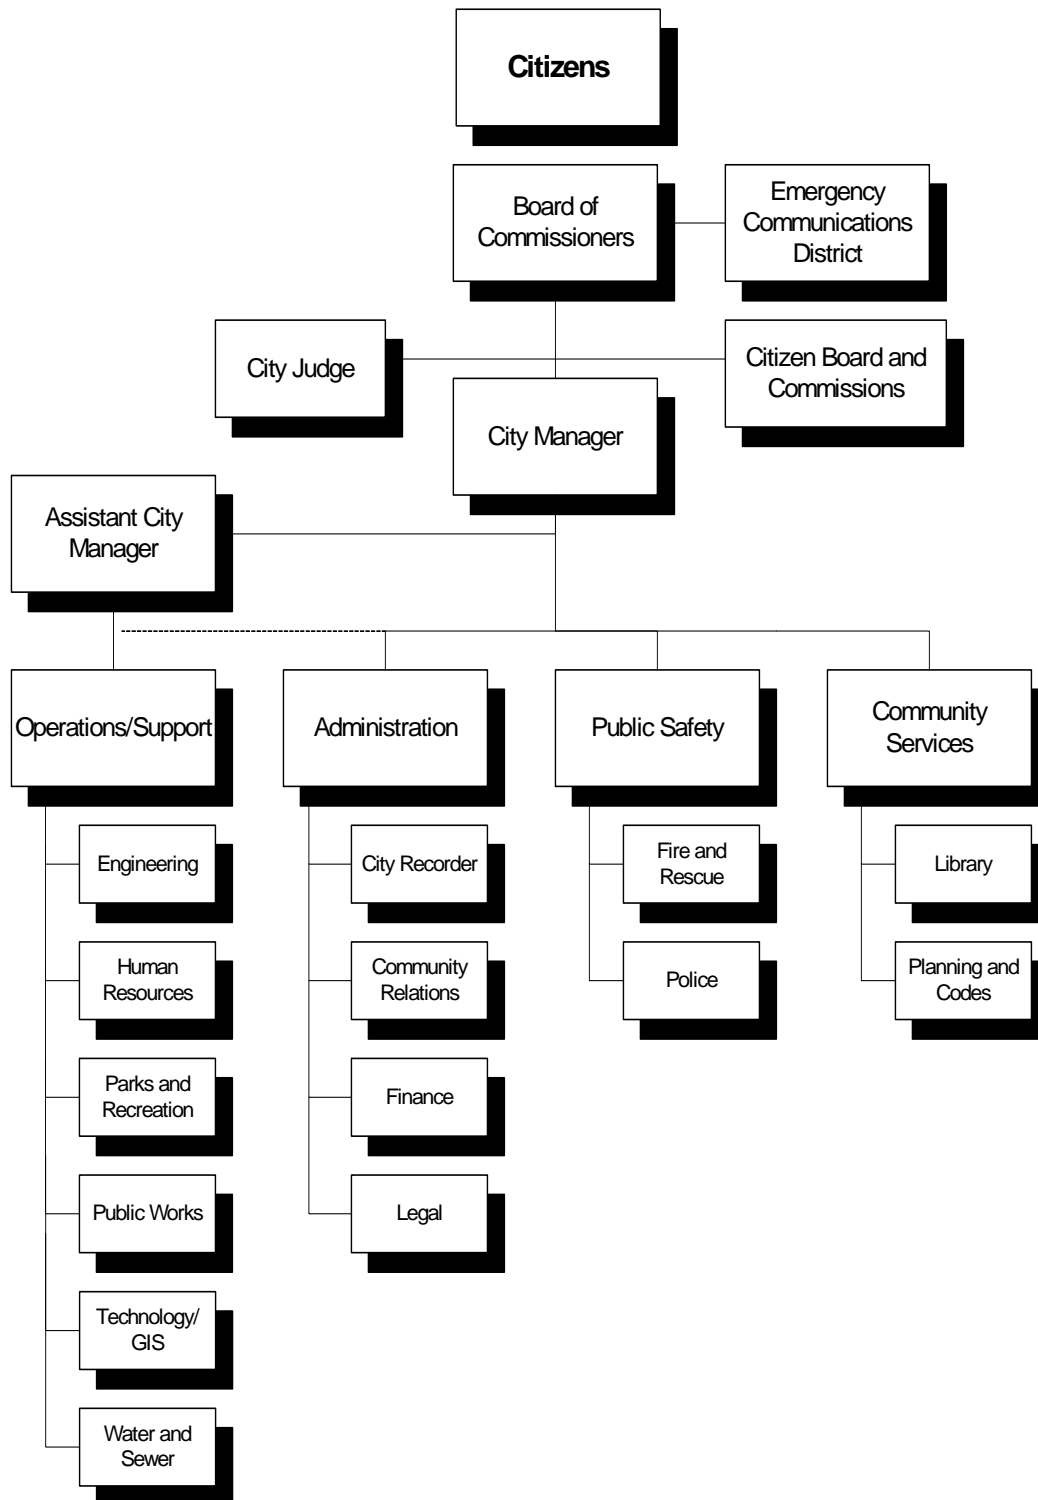 Citizens
Board of
Commissioners
Emergency
Communications
District
City Judge
Citizen Board and
Commissions
City Manager
Assistant City
Manager
Operations/Support
Administration
Public Safety
Community
Services
Engineering
Human
Resources
Parks and
Recreation
Public Works
Technology/
GIS
Water and
Sewer
City Recorder
Community
Relations
Finance
Legal
Fire and
Rescue
Police
Library
Planning and
Codes